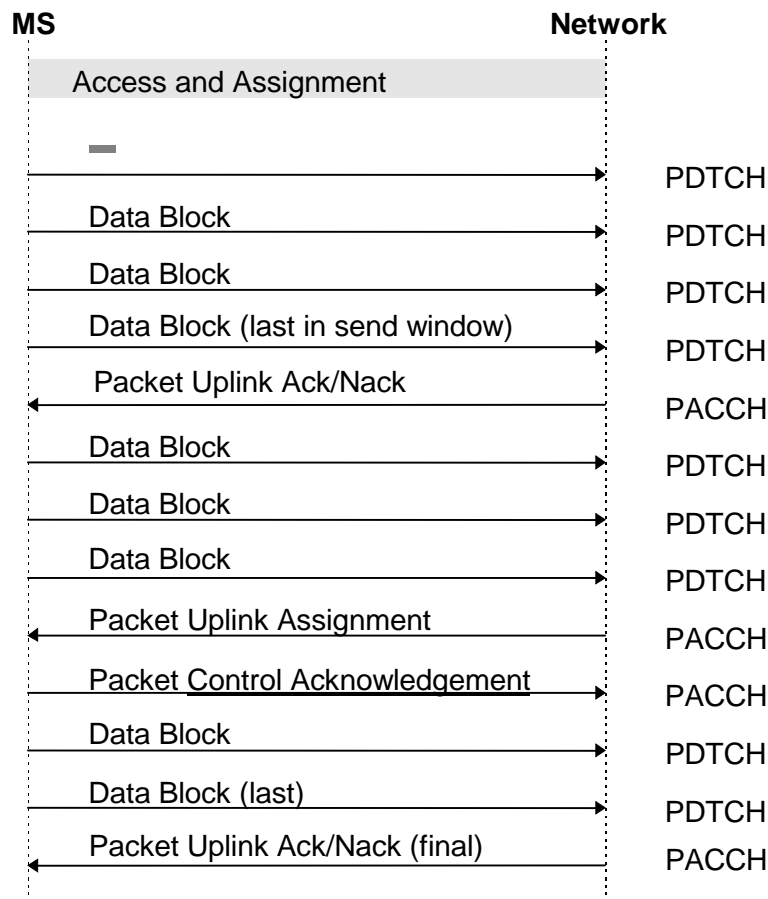 MS Network
Access and Assignment
PDTCH
Data Block
PDTCH
Data Block
PDTCH
Data Block (last in send window)
PDTCH
Packet Uplink Ack/Nack
PACCH
Data Block
PDTCH
Data Block
PDTCH
Data Block
PDTCH
Packet Uplink Assignment
PACCH
Packet Control Acknowledgement
PACCH
Data Block
PDTCH
Data Block (last)
PDTCH
Packet Uplink Ack/Nack (final)
PACCH